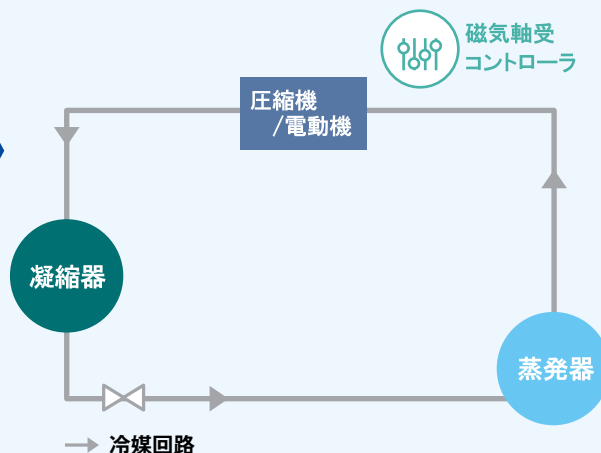 磁気軸受
コントローラ
圧縮機
/電動機
凝縮器
蒸発器
冷媒回路